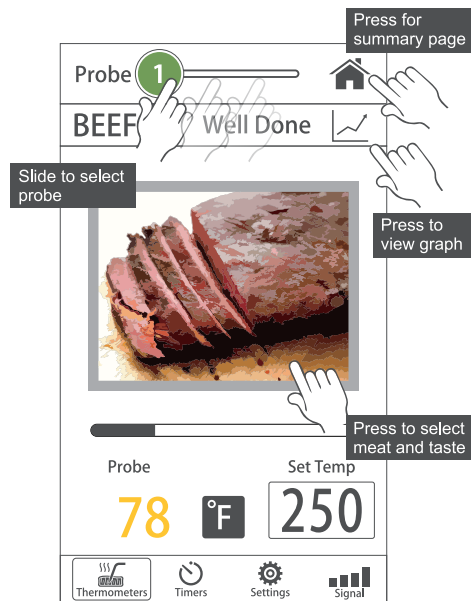 Press for
summary page
Probe 1
BEEF Well Done
Slide to select
probe
Press to
view graph
Press to select
meat and taste
Probe Set Temp
78 °F 250
Thermometers Timers Settings Signal